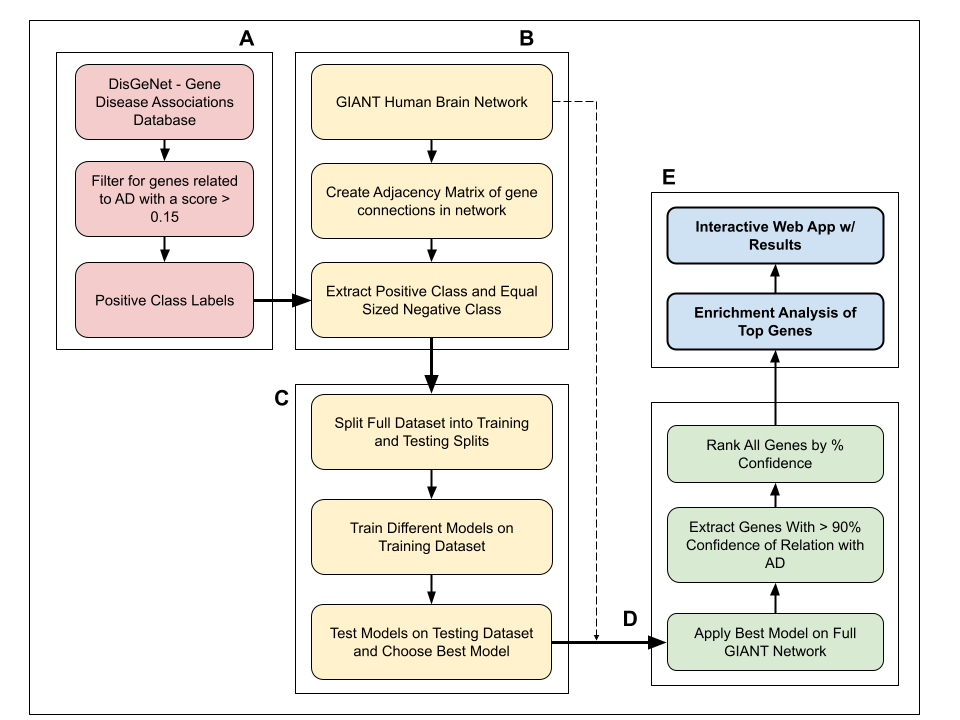 A
DisGeNet - Gene
Disease Associations
Database
Filter for genes related
to AD with a score >
0.15
Positive Class Labels
B
GIANT Human Brain Network
Create Adjacency Matrix of gene
connections in network
Extract Positive Class and Equal
Sized Negative Class
C
Split Full Dataset into Training
and Testing Splits
Train Different Models on
Training Dataset
Test Models on Testing Dataset
and Choose Best Model
D
Apply Best Model on Full
GIANT Network
Extract Genes With > 90%
Confidence of Relation with
AD
Rank All Genes by %
Confidence
E
Enrichment Analysis of
Top Genes
Interactive Web App w/
Results